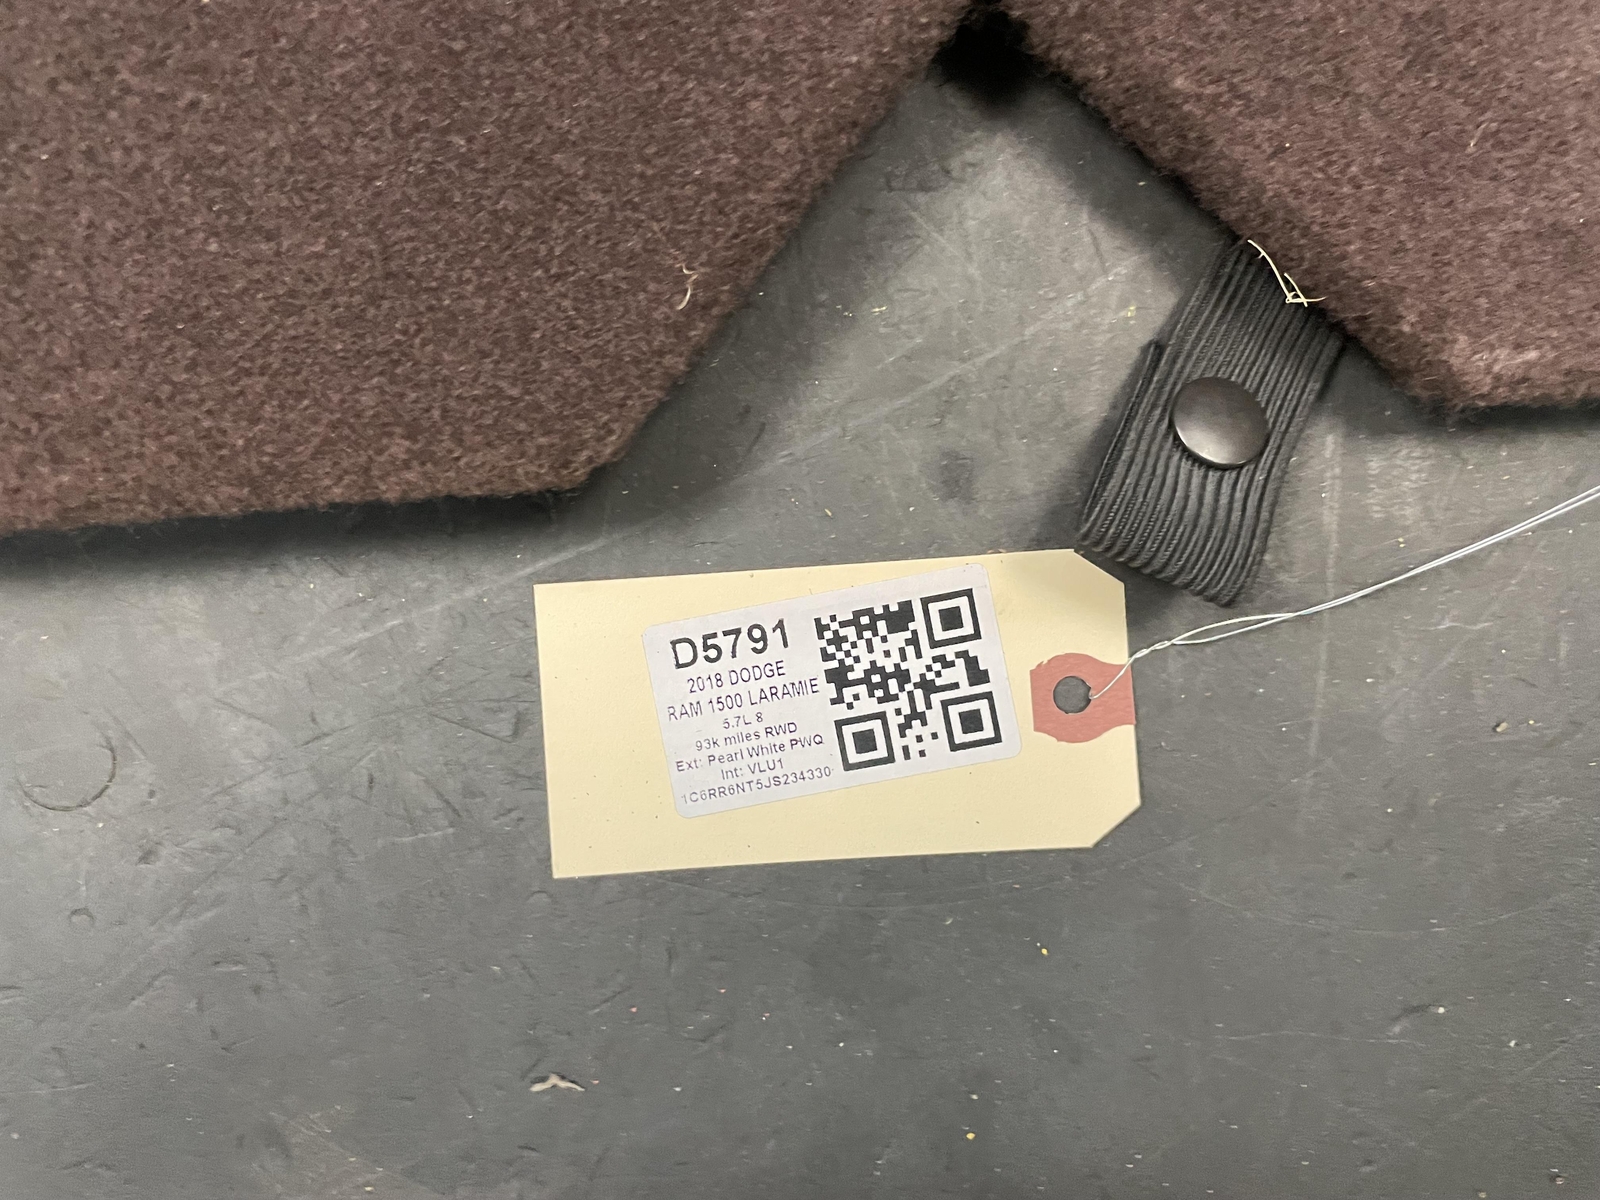 D5791
2018 DODGE
RAM 1500 LARAMIE
5.7L 8
93K miles RWD
Ext: Pearl White PWQ
Int: VLU1
1C6RR6NT5JS234330